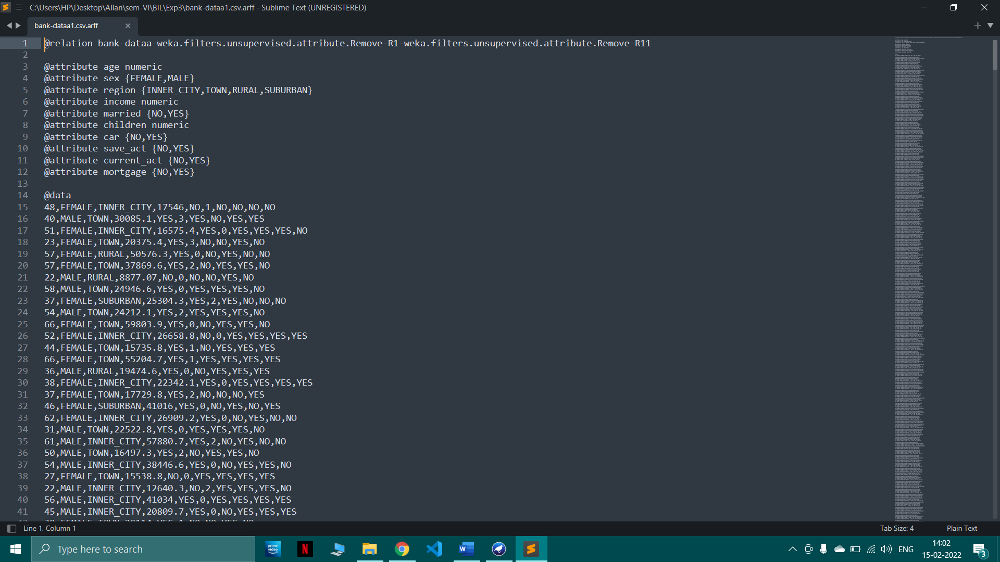 C:\Users\HP\Desktop\Allan\sem-VI\BIL\Exp3\bank-dataa1.csv.arff - Sublime Text (UNREGISTERED)
bank-dataa1.csv.arff
1 @relation bank-dataa-weka.filters.unsupervised.attribute.Remove-R1-weka.filters.unsupervised.attribute.Remove-R11
2
3 @attribute age numeric
4 @attribute sex {FEMALE,MALE}
5 @attribute region {INNER_CITY,TOWN,RURAL,SUBURBAN}
6 @attribute income numeric
7 @attribute married {NO,YES}
8 @attribute children numeric
9 @attribute car {NO,YES}
10 @attribute save_act {NO,YES}
11 @attribute current_act {NO,YES}
12 @attribute mortgage {NO,YES}
13
14 @data
15 48,FEMALE,INNER_CITY,17546,NO,1,NO,NO,NO,NO
16 40,MALE,TOWN,30085.1,YES,3,YES,NO,YES,YES
17 51,FEMALE,INNER_CITY,16575.4,YES,0,YES,YES,YES,NO
18 23,FEMALE,TOWN,20375.4,YES,3,NO,NO,YES,NO
19 57,FEMALE,RURAL,50576.3,YES,0,NO,YES,NO,NO
20 57,FEMALE,TOWN,37869.6,YES,2,NO,YES,YES,NO
21 22,MALE,RURAL,8877.07,NO,0,NO,NO,YES,NO
22 58,MALE,TOWN,24946.6,YES,0,YES,YES,YES,NO
23 37,FEMALE,SUBURBAN,25304.3,YES,2,YES,NO,NO,NO
24 54,MALE,TOWN,24212.1,YES,2,YES,YES,YES,NO
25 66,FEMALE,TOWN,59803.9,YES,0,NO,YES,YES,NO
26 52,FEMALE,INNER_CITY,26658.8,NO,0,YES,YES,YES,YES
27 44,FEMALE,TOWN,15735.8,YES,1,NO,YES,YES,YES
28 66,FEMALE,TOWN,55204.7,YES,1,YES,YES,YES,YES
29 36,MALE,RURAL,19474.6,YES,0,NO,YES,YES,YES
30 38,FEMALE,INNER_CITY,22342.1,YES,0,YES,YES,YES,YES
31 37,FEMALE,TOWN,17729.8,YES,2,NO,NO,NO,YES
32 46,FEMALE,SUBURBAN,41016,YES,0,NO,YES,NO,YES
33 62,FEMALE,INNER_CITY,26909.2,YES,0,NO,YES,NO,NO
34 31,MALE,TOWN,22522.8,YES,0,YES,YES,YES,NO
35 61,MALE,INNER_CITY,57880.7,YES,2,NO,YES,NO,NO
36 50,MALE,TOWN,16497.3,YES,2,NO,YES,YES,NO
37 54,MALE,INNER_CITY,38446.6,YES,0,NO,YES,YES,NO
38 27,FEMALE,TOWN,15538.8,NO,0,YES,YES,YES,YES
39 22,MALE,INNER_CITY,12640.3,NO,2,YES,YES,YES,NO
40 56,MALE,INNER_CITY,41034,YES,0,YES,YES,YES,YES
41 45,MALE,INNER_CITY,20809.7,YES,0,NO,YES,YES,YES
Line 1, Column 1
Tab Size: 4
Plain Text
Type here to search
prime video
N
W
ENG
14:02
15-02-2022
3